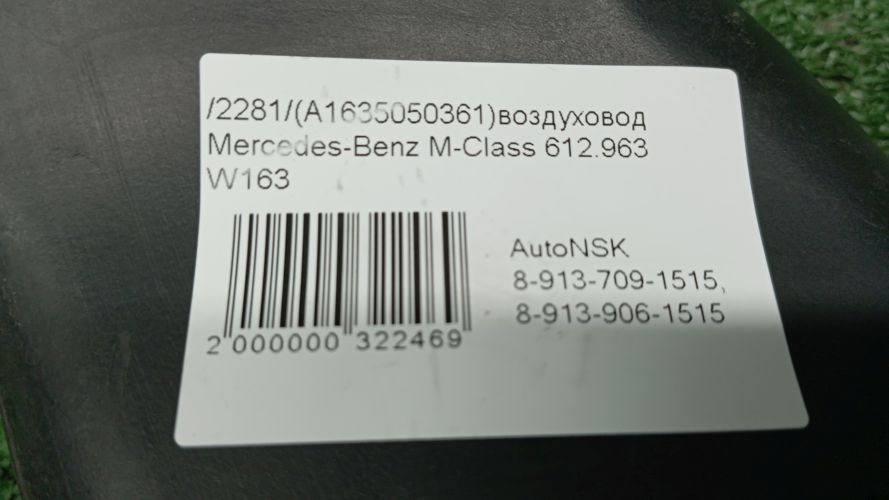 /2281/(A1635050361)воздуховод
Mercedes-Benz M-Class 612.963
W163
AutoNSK
8-913-709-1515,
8-913-906-1515
2 000000 322469